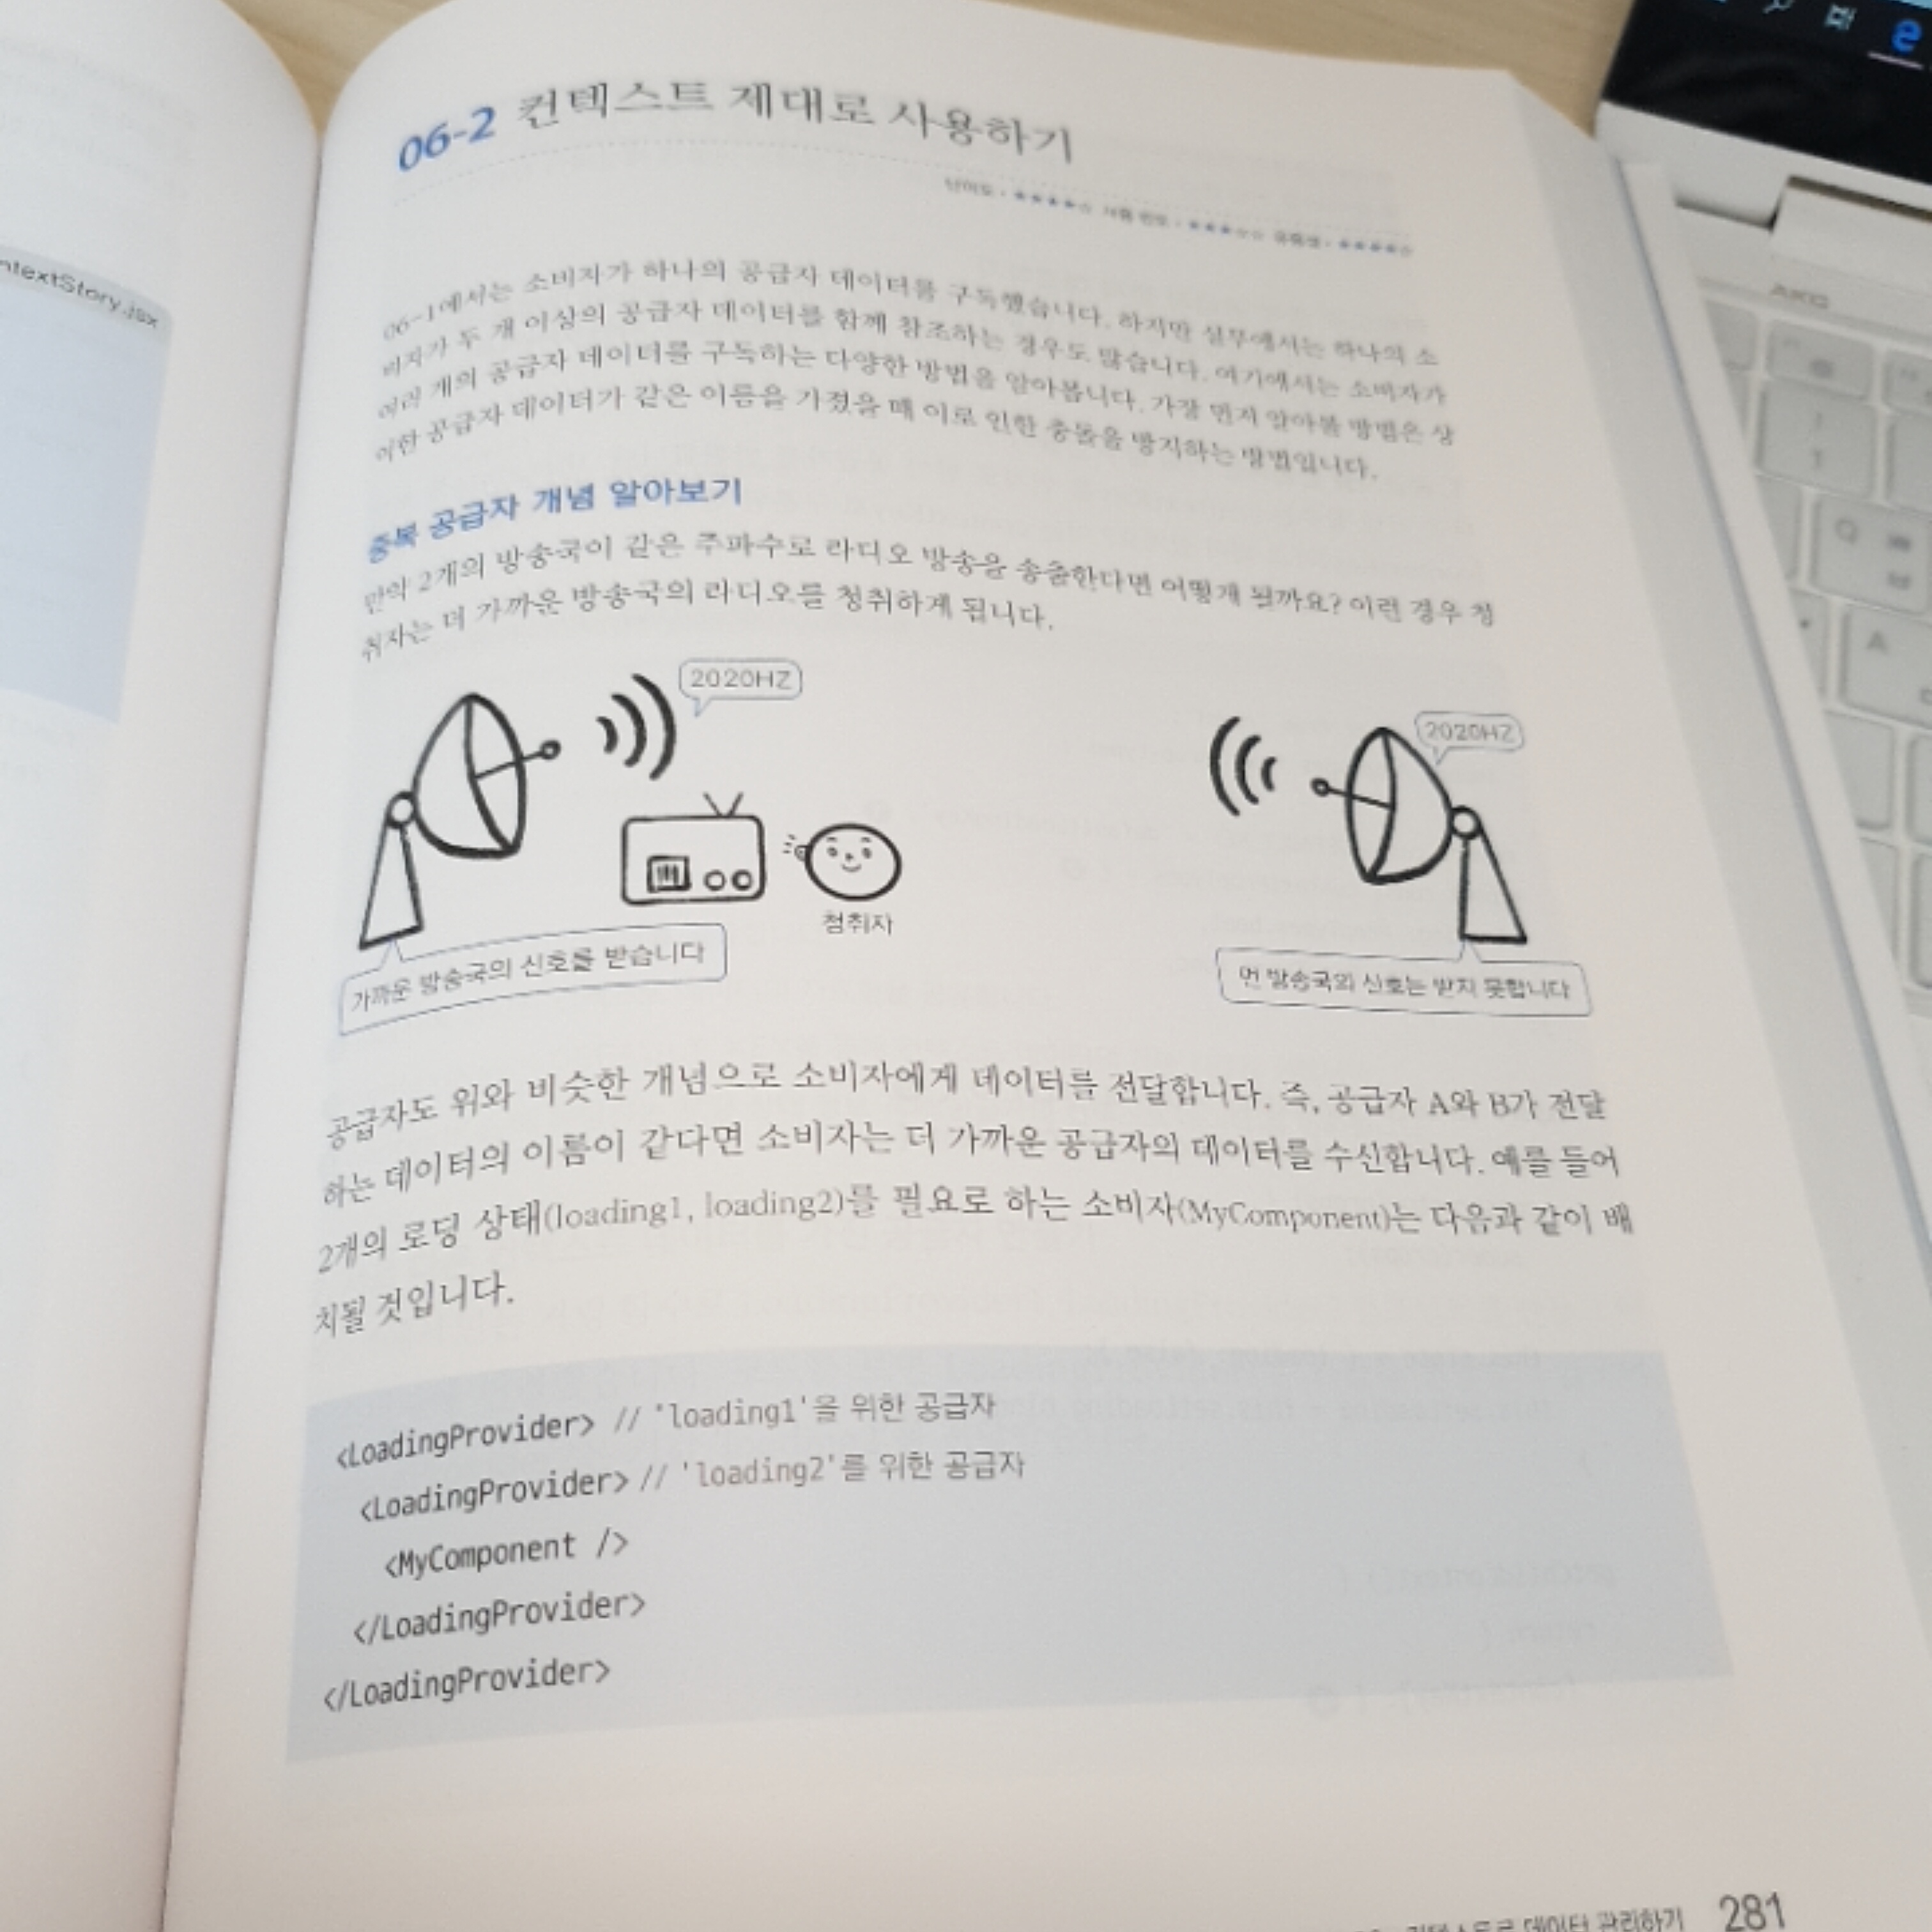 ntextStory.jsx
06-2 컨텍스트 제대로 사용하기
난이도 · ★★★★☆ 사용 빈도 · ★★★☆☆ 중요성 · ★★★★☆
06-1에서는 소비자가 하나의 공급자 데이터를 구독했습니다. 하지만 실무에서는 하나의 소
비자가 두 개 이상의 공급자 데이터를 함께 참조하는 경우도 많습니다. 여기에서는 소비자가
여러 개의 공급자 데이터를 구독하는 다양한 방법을 알아봅니다. 가장 먼저 알아볼 방법은 상
이한 공급자 데이터가 같은 이름을 가졌을 때 이로 인한 충돌을 방지하는 방법입니다.
중복 공급자 개념 알아보기
만약 2개의 방송국이 같은 주파수로 라디오 방송을 송출한다면 어떻게 될까요? 이런 경우 청
취자는 더 가까운 방송국의 라디오를 청취하게 됩니다.
2020HZ
2020HZ
청취자
가까운 방송국의 신호를 받습니다
먼 방송국의 신호는 받지 못합니다
공급자도 위와 비슷한 개념으로 소비자에게 데이터를 전달합니다. 즉, 공급자 A와 B가 전달
하는 데이터의 이름이 같다면 소비자는 더 가까운 공급자의 데이터를 수신합니다. 예를 들어
2개의 로딩 상태(loading1, loading2)를 필요로 하는 소비자(MyComponent)는 다음과 같이 배
치될 것입니다.
<LoadingProvider> // 'loading1'을 위한 공급자
<LoadingProvider> // 'loading2'를 위한 공급자
<MyComponent />
</LoadingProvider>
</LoadingProvider>
컨텍스트로 데이터 관리하기 281
AKG
Q
A